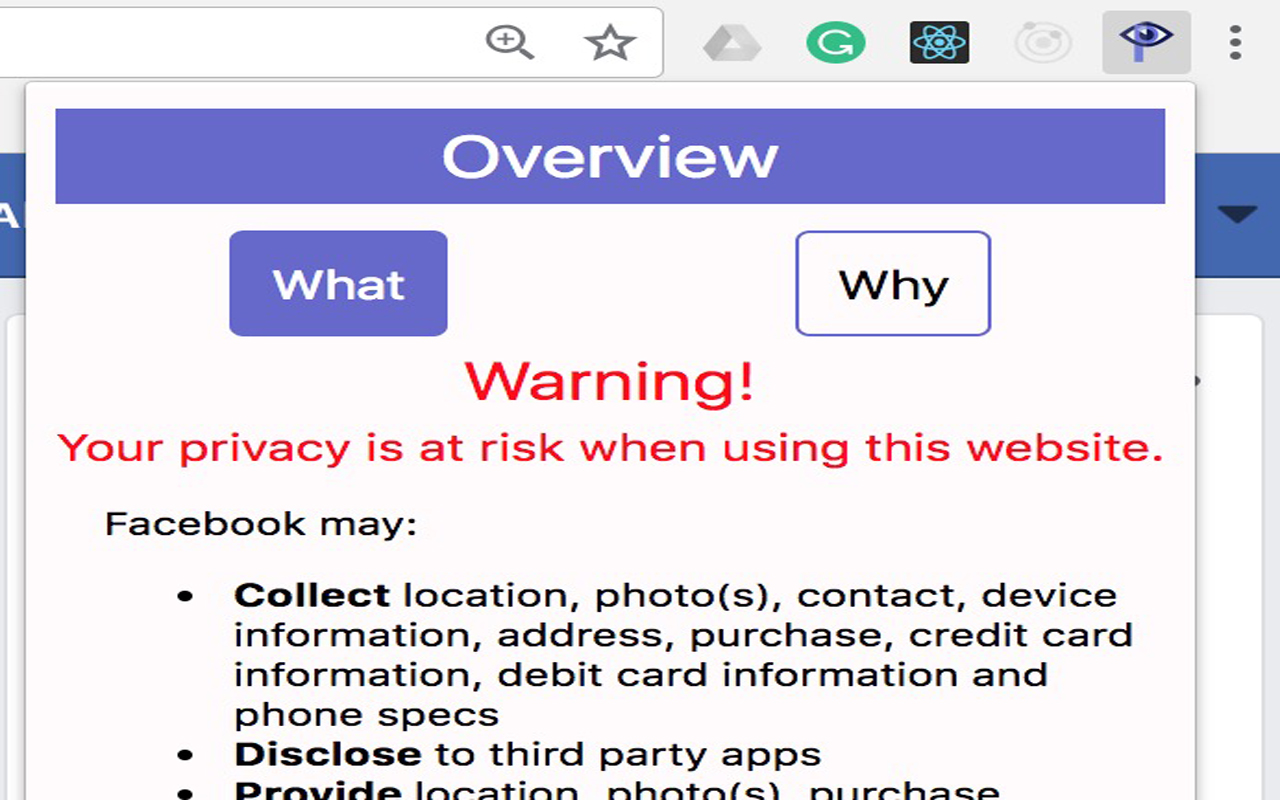 Overview
What
Why
Warning!
Your privacy is at risk when using this website.
Facebook may:
• Collect location, photo(s), contact, device
information, address, purchase, credit card
information, debit card information and
phone specs
• Disclose to third party apps
• Provide location, photo(s), purchase